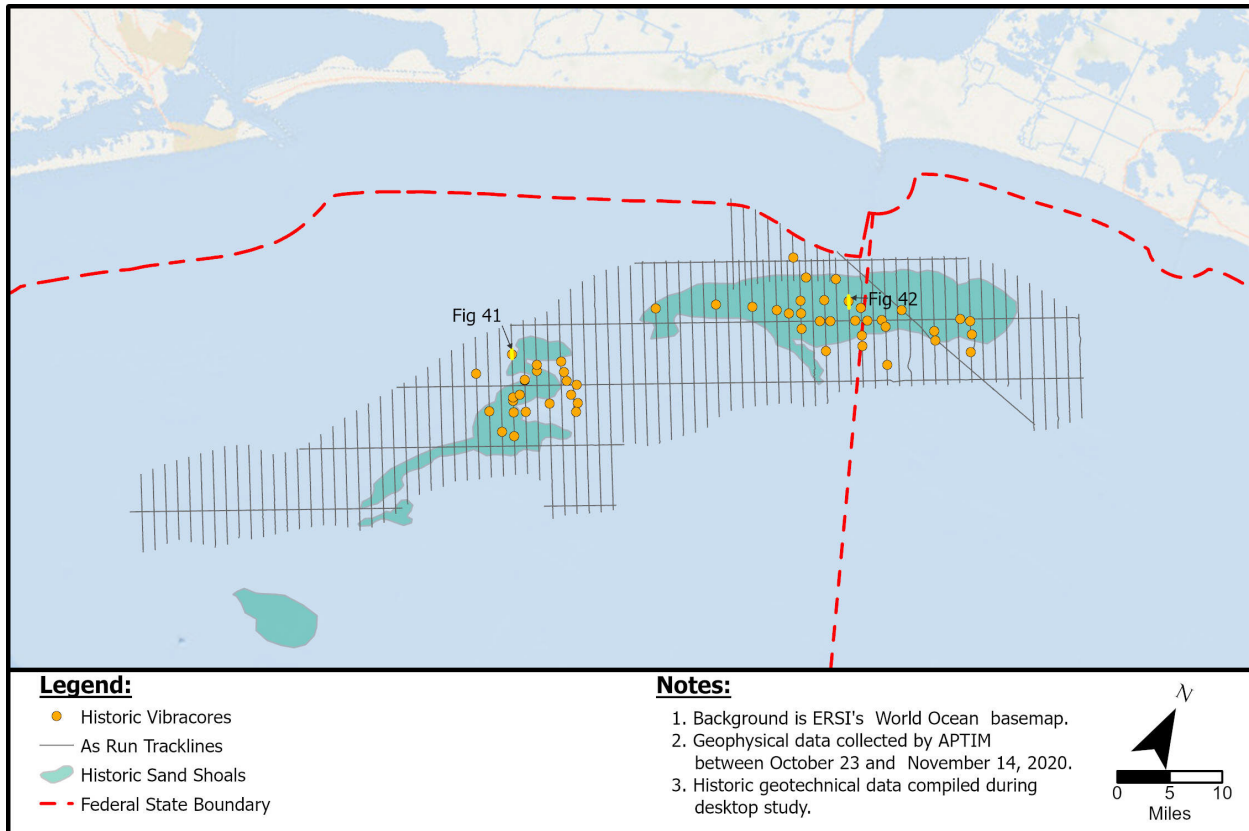 Fig 41
Fig 42
Legend:
Historic Vibracores
As Run Tracklines
Historic Sand Shoals
Federal State Boundary
Notes:
1. Background is ERSI's World Ocean basemap.
2. Geophysical data collected by APTIM
between October 23 and November 14, 2020.
3. Historic geotechnical data compiled during
desktop study.
N
0 5 10
Miles